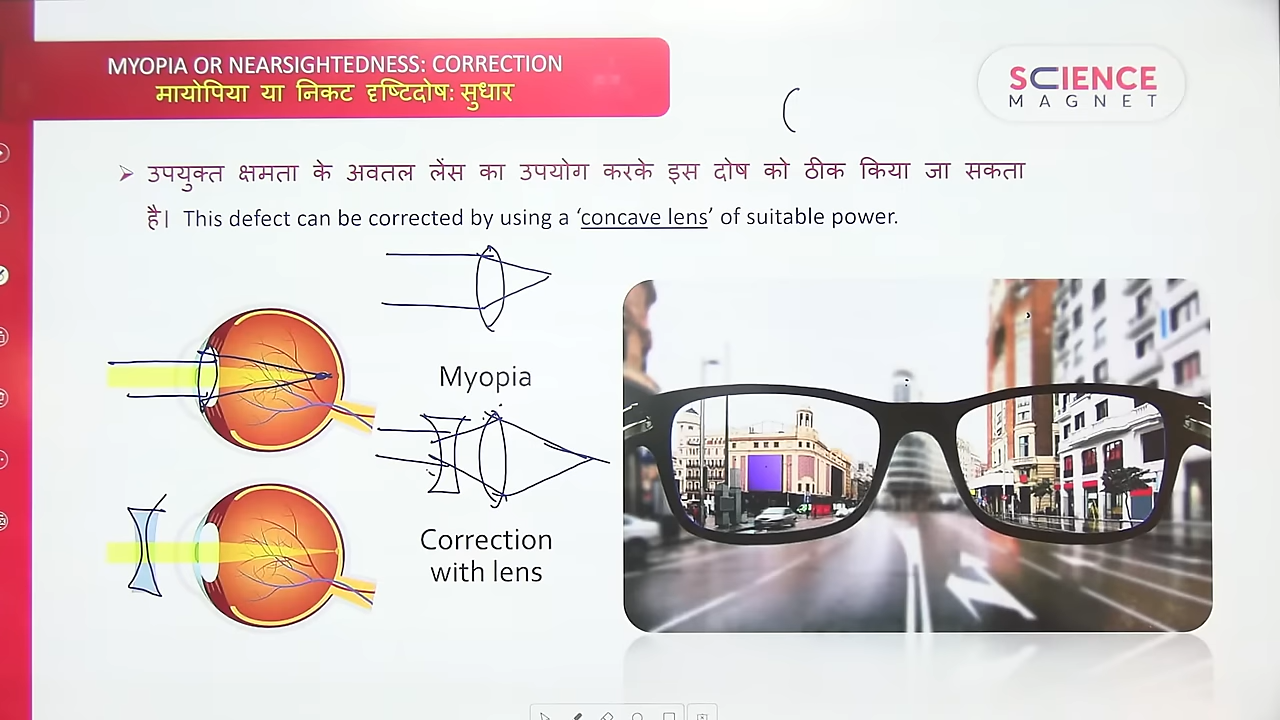 MYOPIA OR NEARSIGHTEDNESS: CORRECTION
मायोपिया या निकट दृष्टिदोष: सुधार
SCIENCE
MAGNET
उपयुक्त क्षमता के अवतल लेंस का उपयोग करके इस दोष को ठीक किया जा सकता
है। This defect can be corrected by using a ‘concave lens’ of suitable power.
Myopia
Correction
with lens